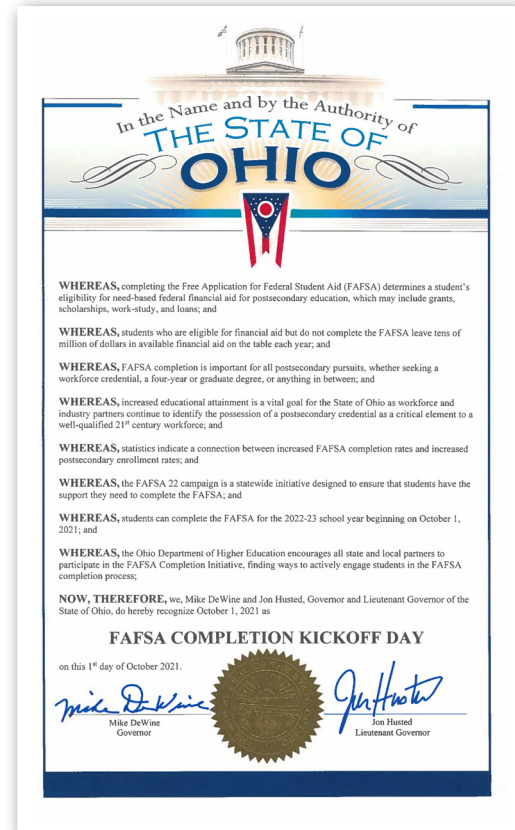 In the Name and by the Authority of
THE STATE OF
OHIO
WHEREAS, completing the Free Application for Federal Student Aid (FAFSA) determines a student's
eligibility for need-based federal financial aid for postsecondary education, which may include grants,
scholarships, work-study, and loans; and
WHEREAS, students who are eligible for financial aid but do not complete the FAFSA leave tens of
million of dollars in available financial aid on the table each year; and
WHEREAS, FAFSA completion is important for all postsecondary pursuits, whether seeking a
workforce credential, a four-year or graduate degree, or anything in between; and
WHEREAS, increased educational attainment is a vital goal for the State of Ohio as workforce and
industry partners continue to identify the possession of a postsecondary credential as a critical element to a
well-qualified 21st century workforce; and
WHEREAS, statistics indicate a connection between increased FAFSA completion rates and increased
postsecondary enrollment rates; and
WHEREAS, the FAFSA 22 campaign is a statewide initiative designed to ensure that students have the
support they need to complete the FAFSA; and
WHEREAS, students can complete the FAFSA for the 2022-23 school year beginning on October 1,
2021; and
WHEREAS, the Ohio Department of Higher Education encourages all state and local partners to
participate in the FAFSA Completion Initiative, finding ways to actively engage students in the FAFSA
completion process;
NOW, THEREFORE, we, Mike DeWine and Jon Husted, Governor and Lieutenant Governor of the
State of Ohio, do hereby recognize October 1, 2021 as
FAFSA COMPLETION KICKOFF DAY
on this 1st day of October 2021.
Mike DeWine Jon Husted
Mike DeWine Jon Husted
Governor Lieutenant Governor